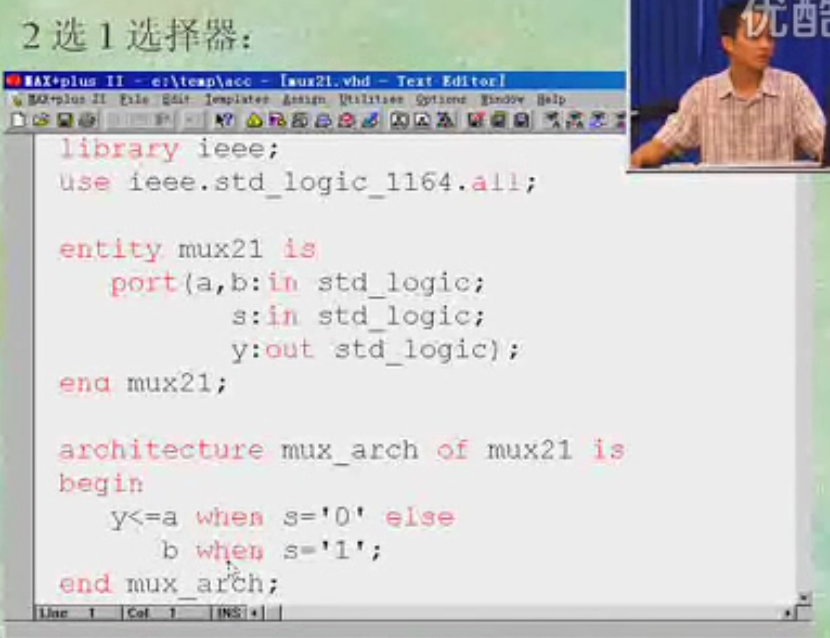 2选1选择器:
优酷
MAX+plus II - e:\temp\acc - [mux21.vhd - Text Editor]
MAX+plus II File Edit Templates Assign Utilities Options Window Help
library ieee;
use ieee.std_logic_1164.all;
entity mux21 is
port(a,b:in std_logic;
s:in std_logic;
y:out std_logic);
end mux21;
architecture mux_arch of mux21 is
begin
y<=a when s='0' else
b when s='1';
end mux_arch;
Line 1 Col 1 INS